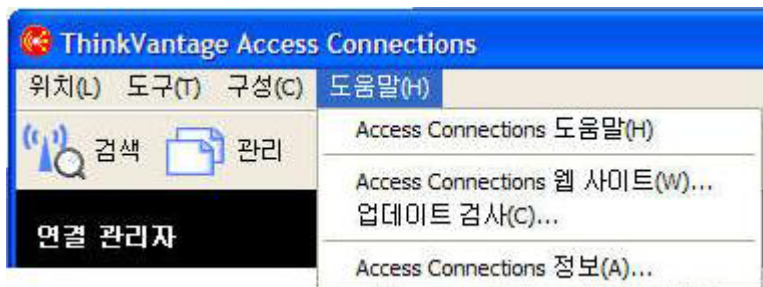 ThinkVantage Access Connections
위치(L) 도구(T) 구성(C) 도움말(H)
Access Connections 도움말(H)
검색 관리
Access Connections 웹 사이트(W)...
업데이트 검사(C)...
연결 관리자
Access Connections 정보(A)...